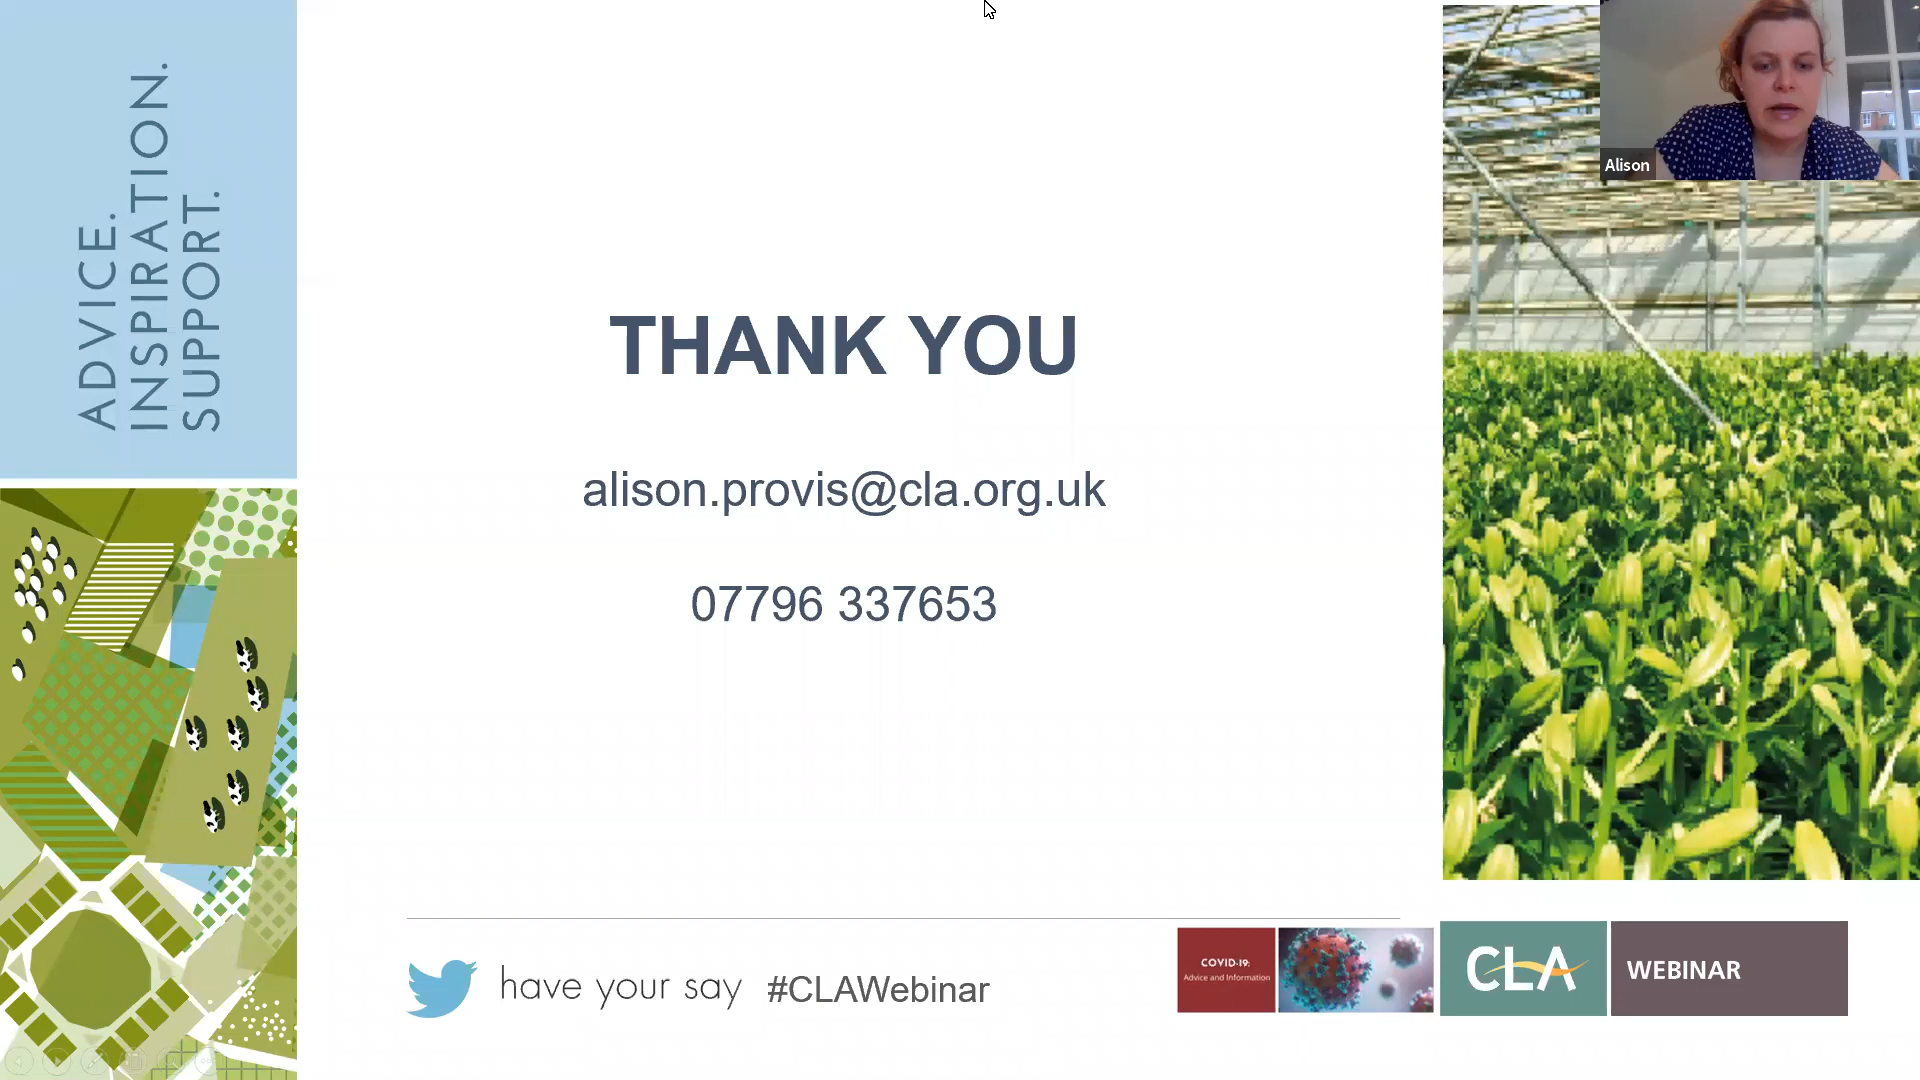 ADVICE.
INSPIRATION.
SUPPORT.
THANK YOU
alison.provis@cla.org.uk
07796 337653
have your say #CLAWebinar
COVID-19:
Advice and Information
CLA
WEBINAR
Alison